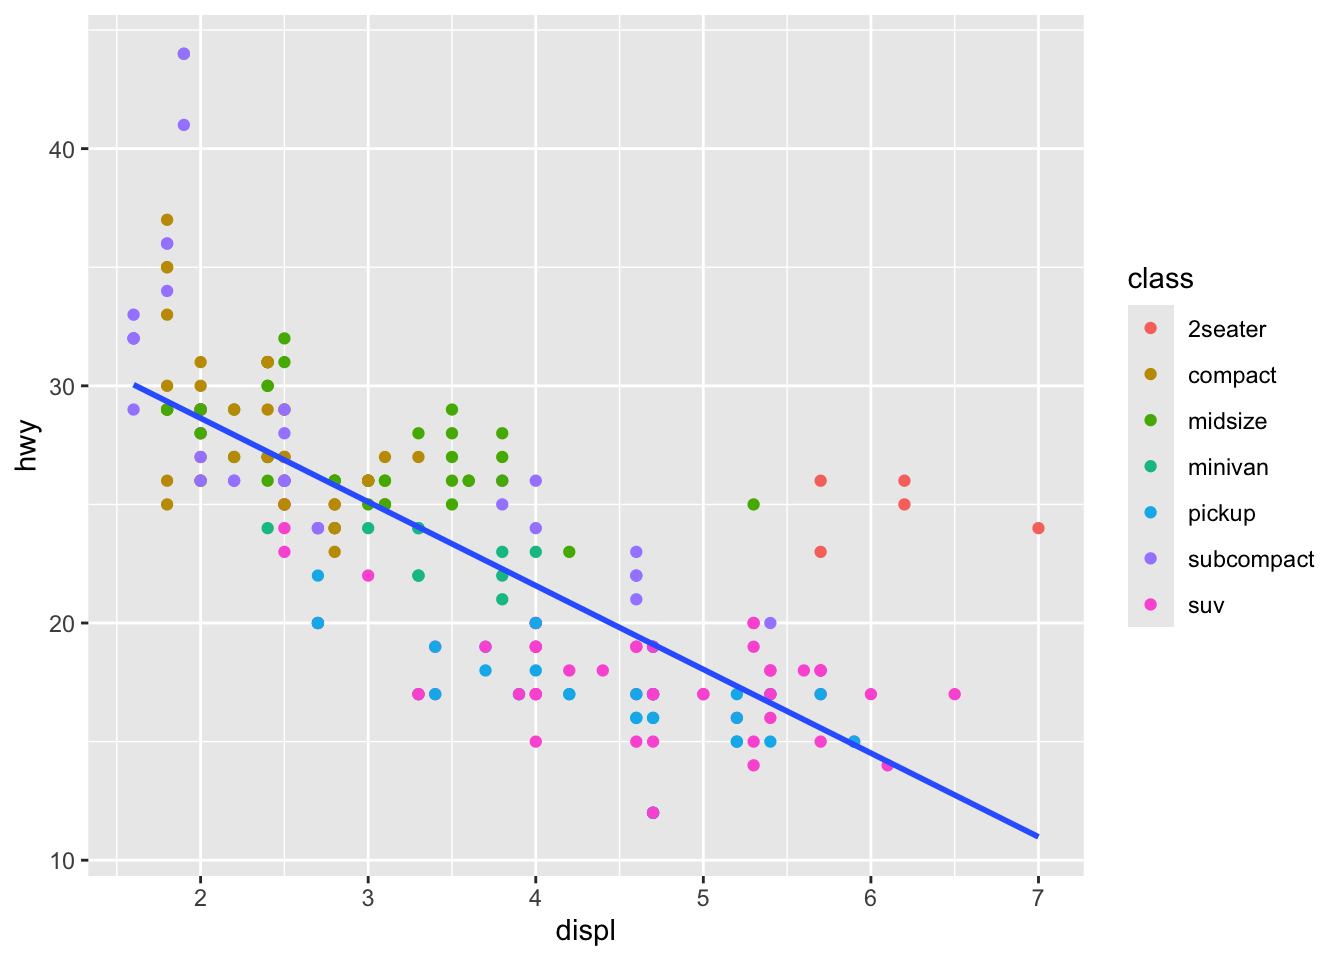 40
30
20
10
hwy
2 3 4 5 6 7
displ
class
2seater
compact
midsize
minivan
pickup
subcompact
suv